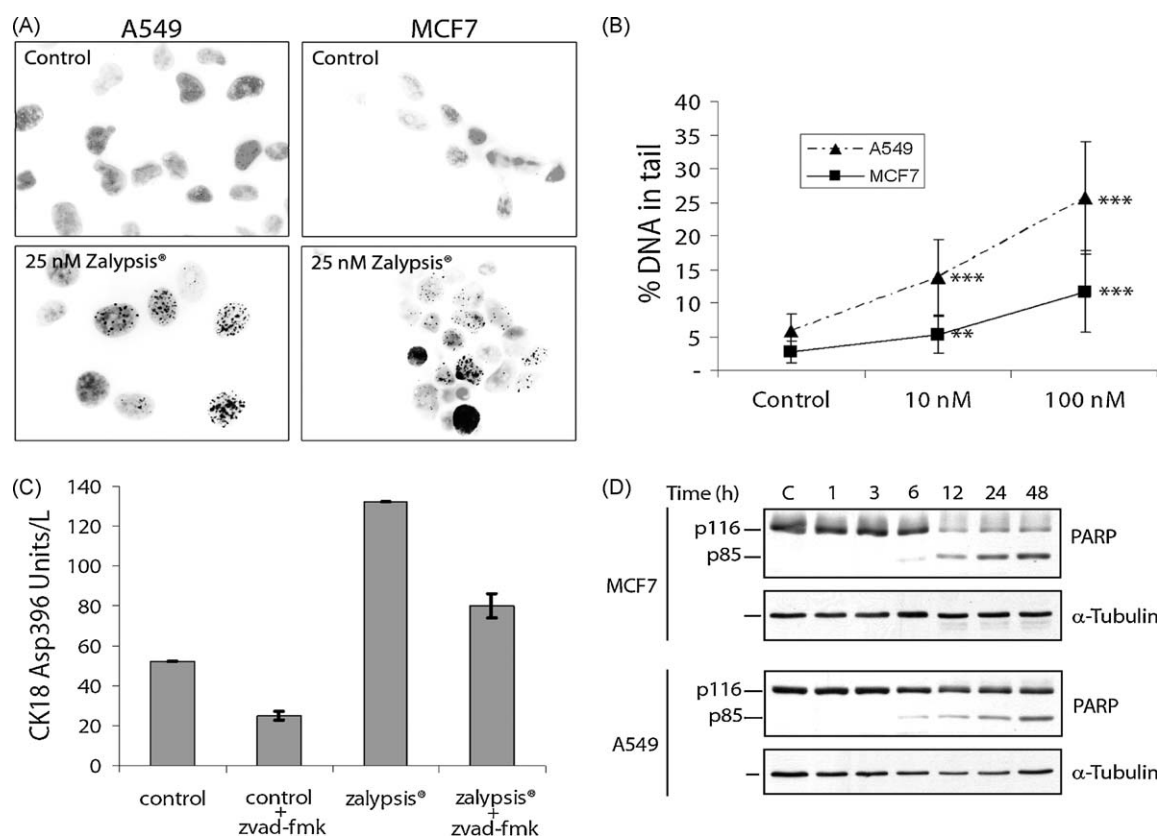 (A)
A549
MCF7
Control
Control
25 nM Zalypsis®
25 nM Zalypsis®
(B)
% DNA in tail
40
35
30
25
20
15
10
5
-
A549
MCF7
***
***
**
***
Control
10 nM
100 nM
(C)
CK18 Asp396 Units/L
140
120
100
80
60
40
20
0
control
control
+
zvad-fmk
zalypsis®
zalypsis®
+
zvad-fmk
(D)
Time (h) C 1 3 6 12 24 48
MCF7
p116
p85
PARP
α-Tubulin
A549
p116
p85
PARP
α-Tubulin